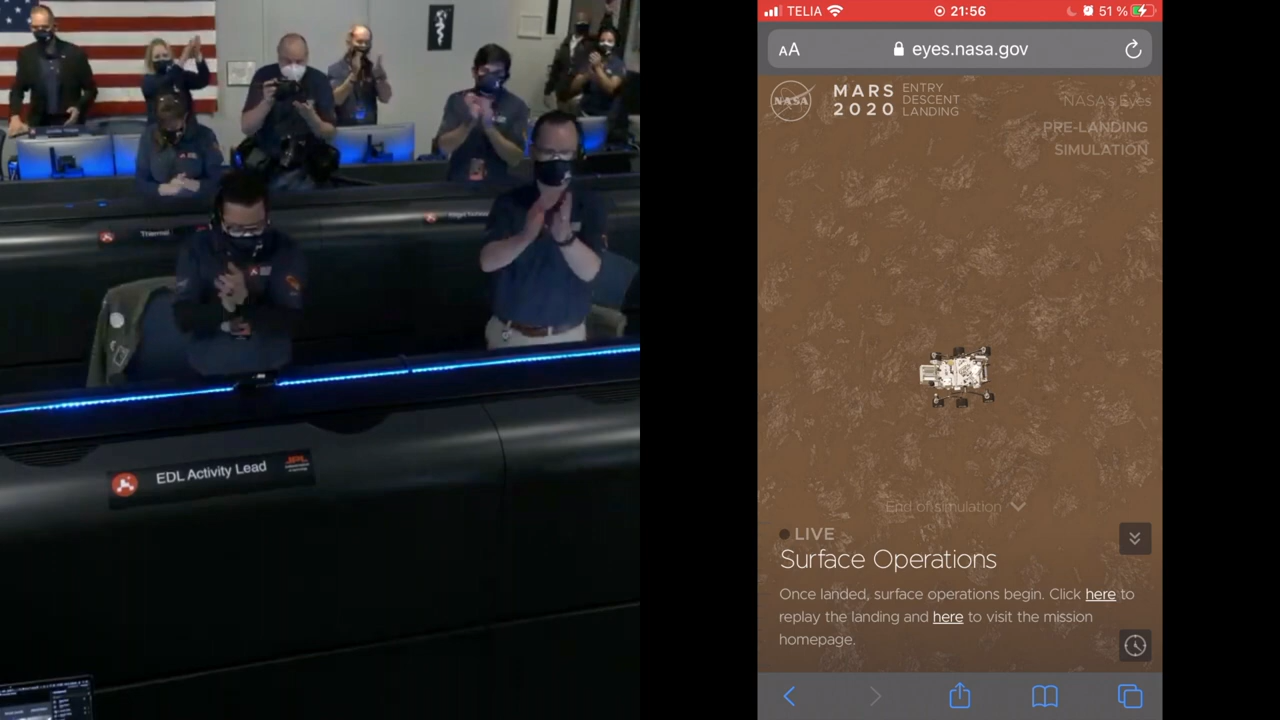 Thermal
EDL Activity Lead
JPL
TELIA
21:56
51 %
AA
eyes.nasa.gov
NASA
MARS
2020
ENTRY
DESCENT
LANDING
NASA's Eyes
PRE-LANDING
SIMULATION
End of simulation
LIVE
Surface Operations
Once landed, surface operations begin. Click here to
replay the landing and here to visit the mission
homepage.